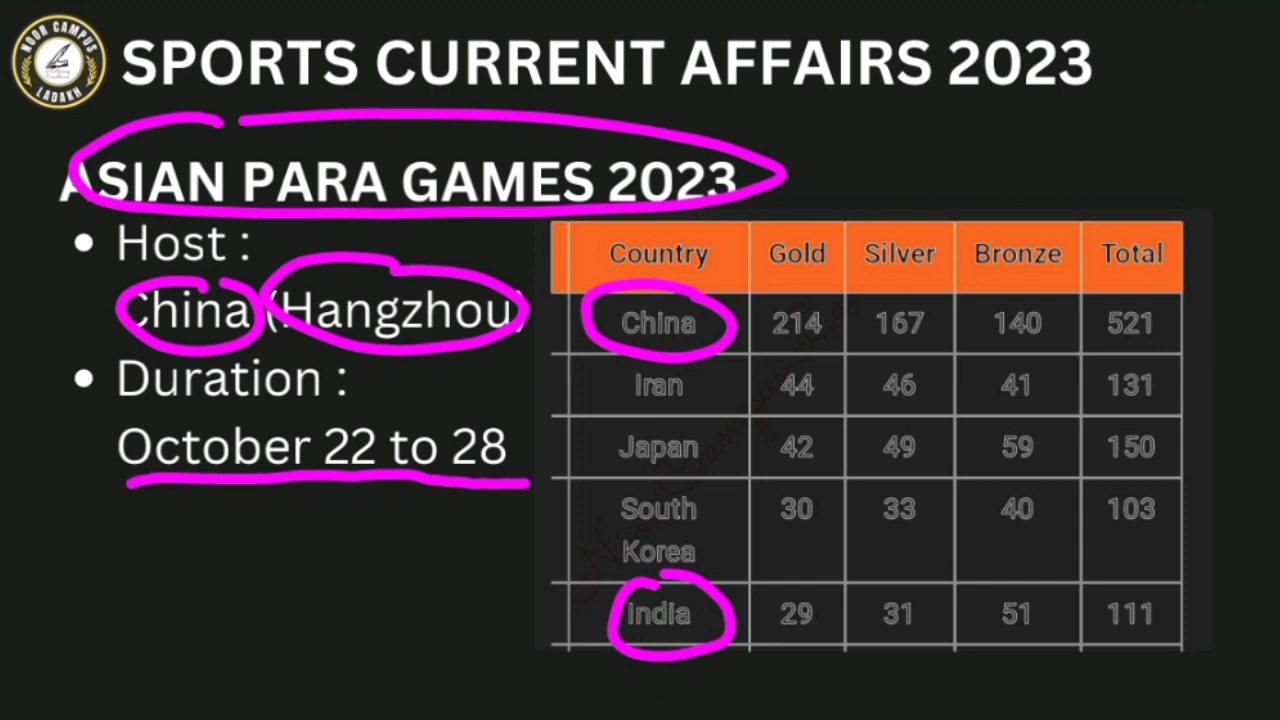 NOOR CAMPUS
LADAKH
SPORTS CURRENT AFFAIRS 2023
ASIAN PARA GAMES 2023
• Host :
China (Hangzhou)
• Duration :
October 22 to 28
Country Gold Silver Bronze Total
China 214 167 140 521
Iran 44 46 41 131
Japan 42 49 59 150
South Korea 30 33 40 103
India 29 31 51 111